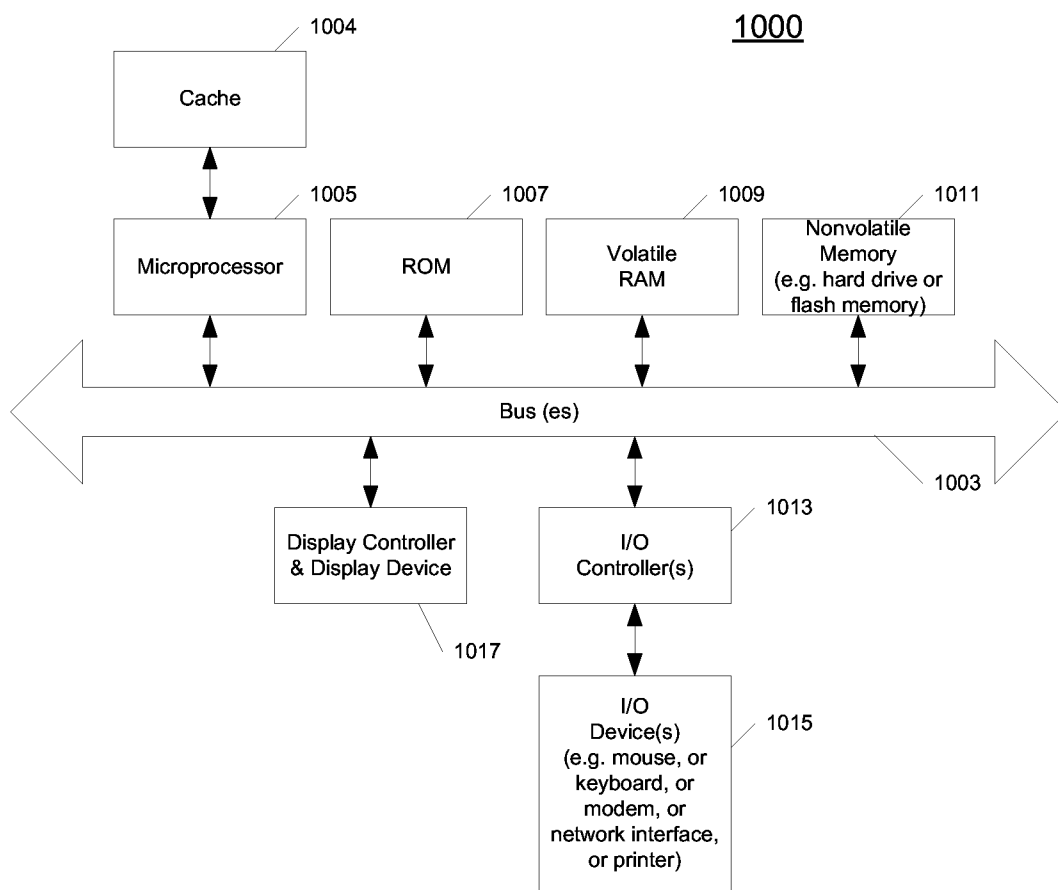 1000
1004
Cache
1005
1007
1009
1011
Microprocessor
ROM
Volatile
RAM
Nonvolatile
Memory
(e.g. hard drive or
flash memory)
Bus (es)
1003
Display Controller
& Display Device
1017
1013
I/O
Controller(s)
1015
I/O
Device(s)
(e.g. mouse, or
keyboard, or
modem, or
network interface,
or printer)